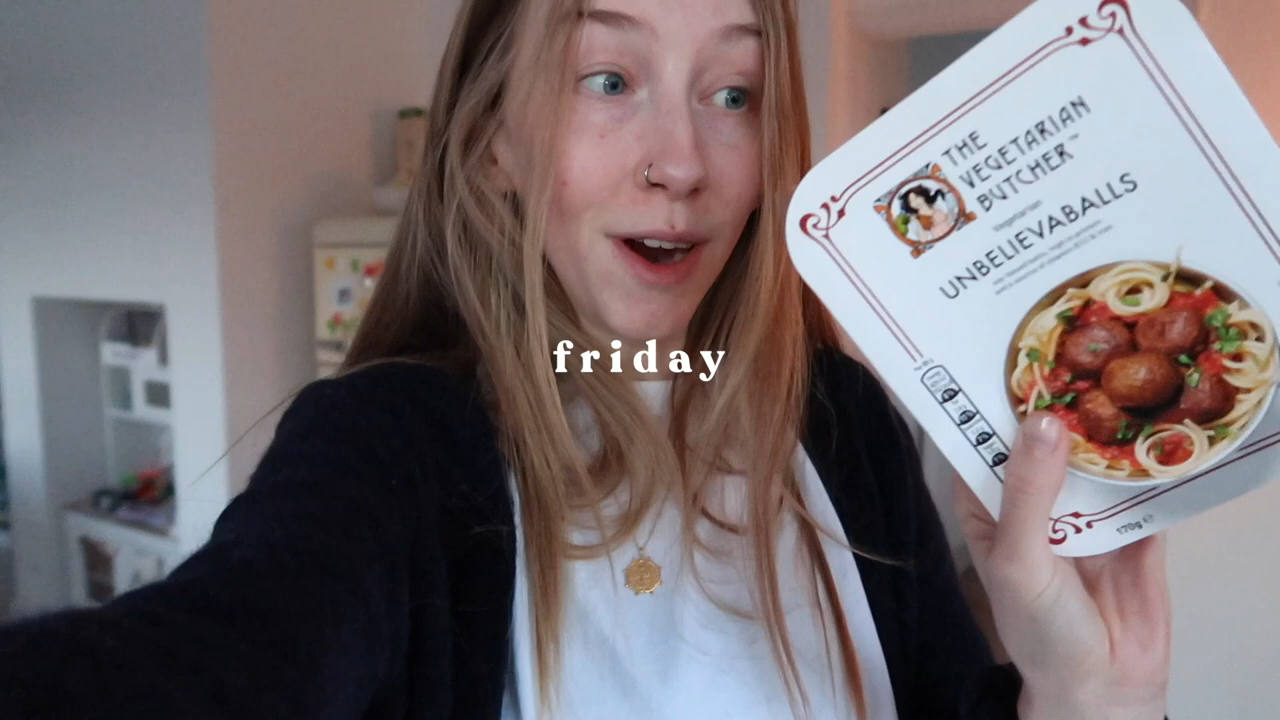 THE
VEGETARIAN
BUTCHER™
Vegetarian
UNBELIEVABALLS
friday
170g ℮